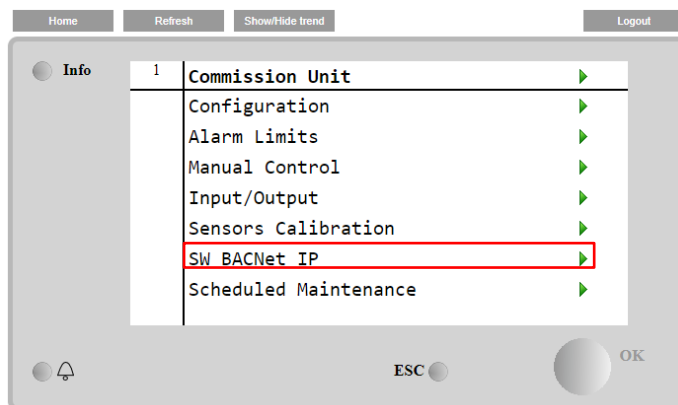 Home Refresh Show/Hide trend Logout
Info
1 Commission Unit
Configuration
Alarm Limits
Manual Control
Input/Output
Sensors Calibration
SW BACNet IP
Scheduled Maintenance
ESC OK